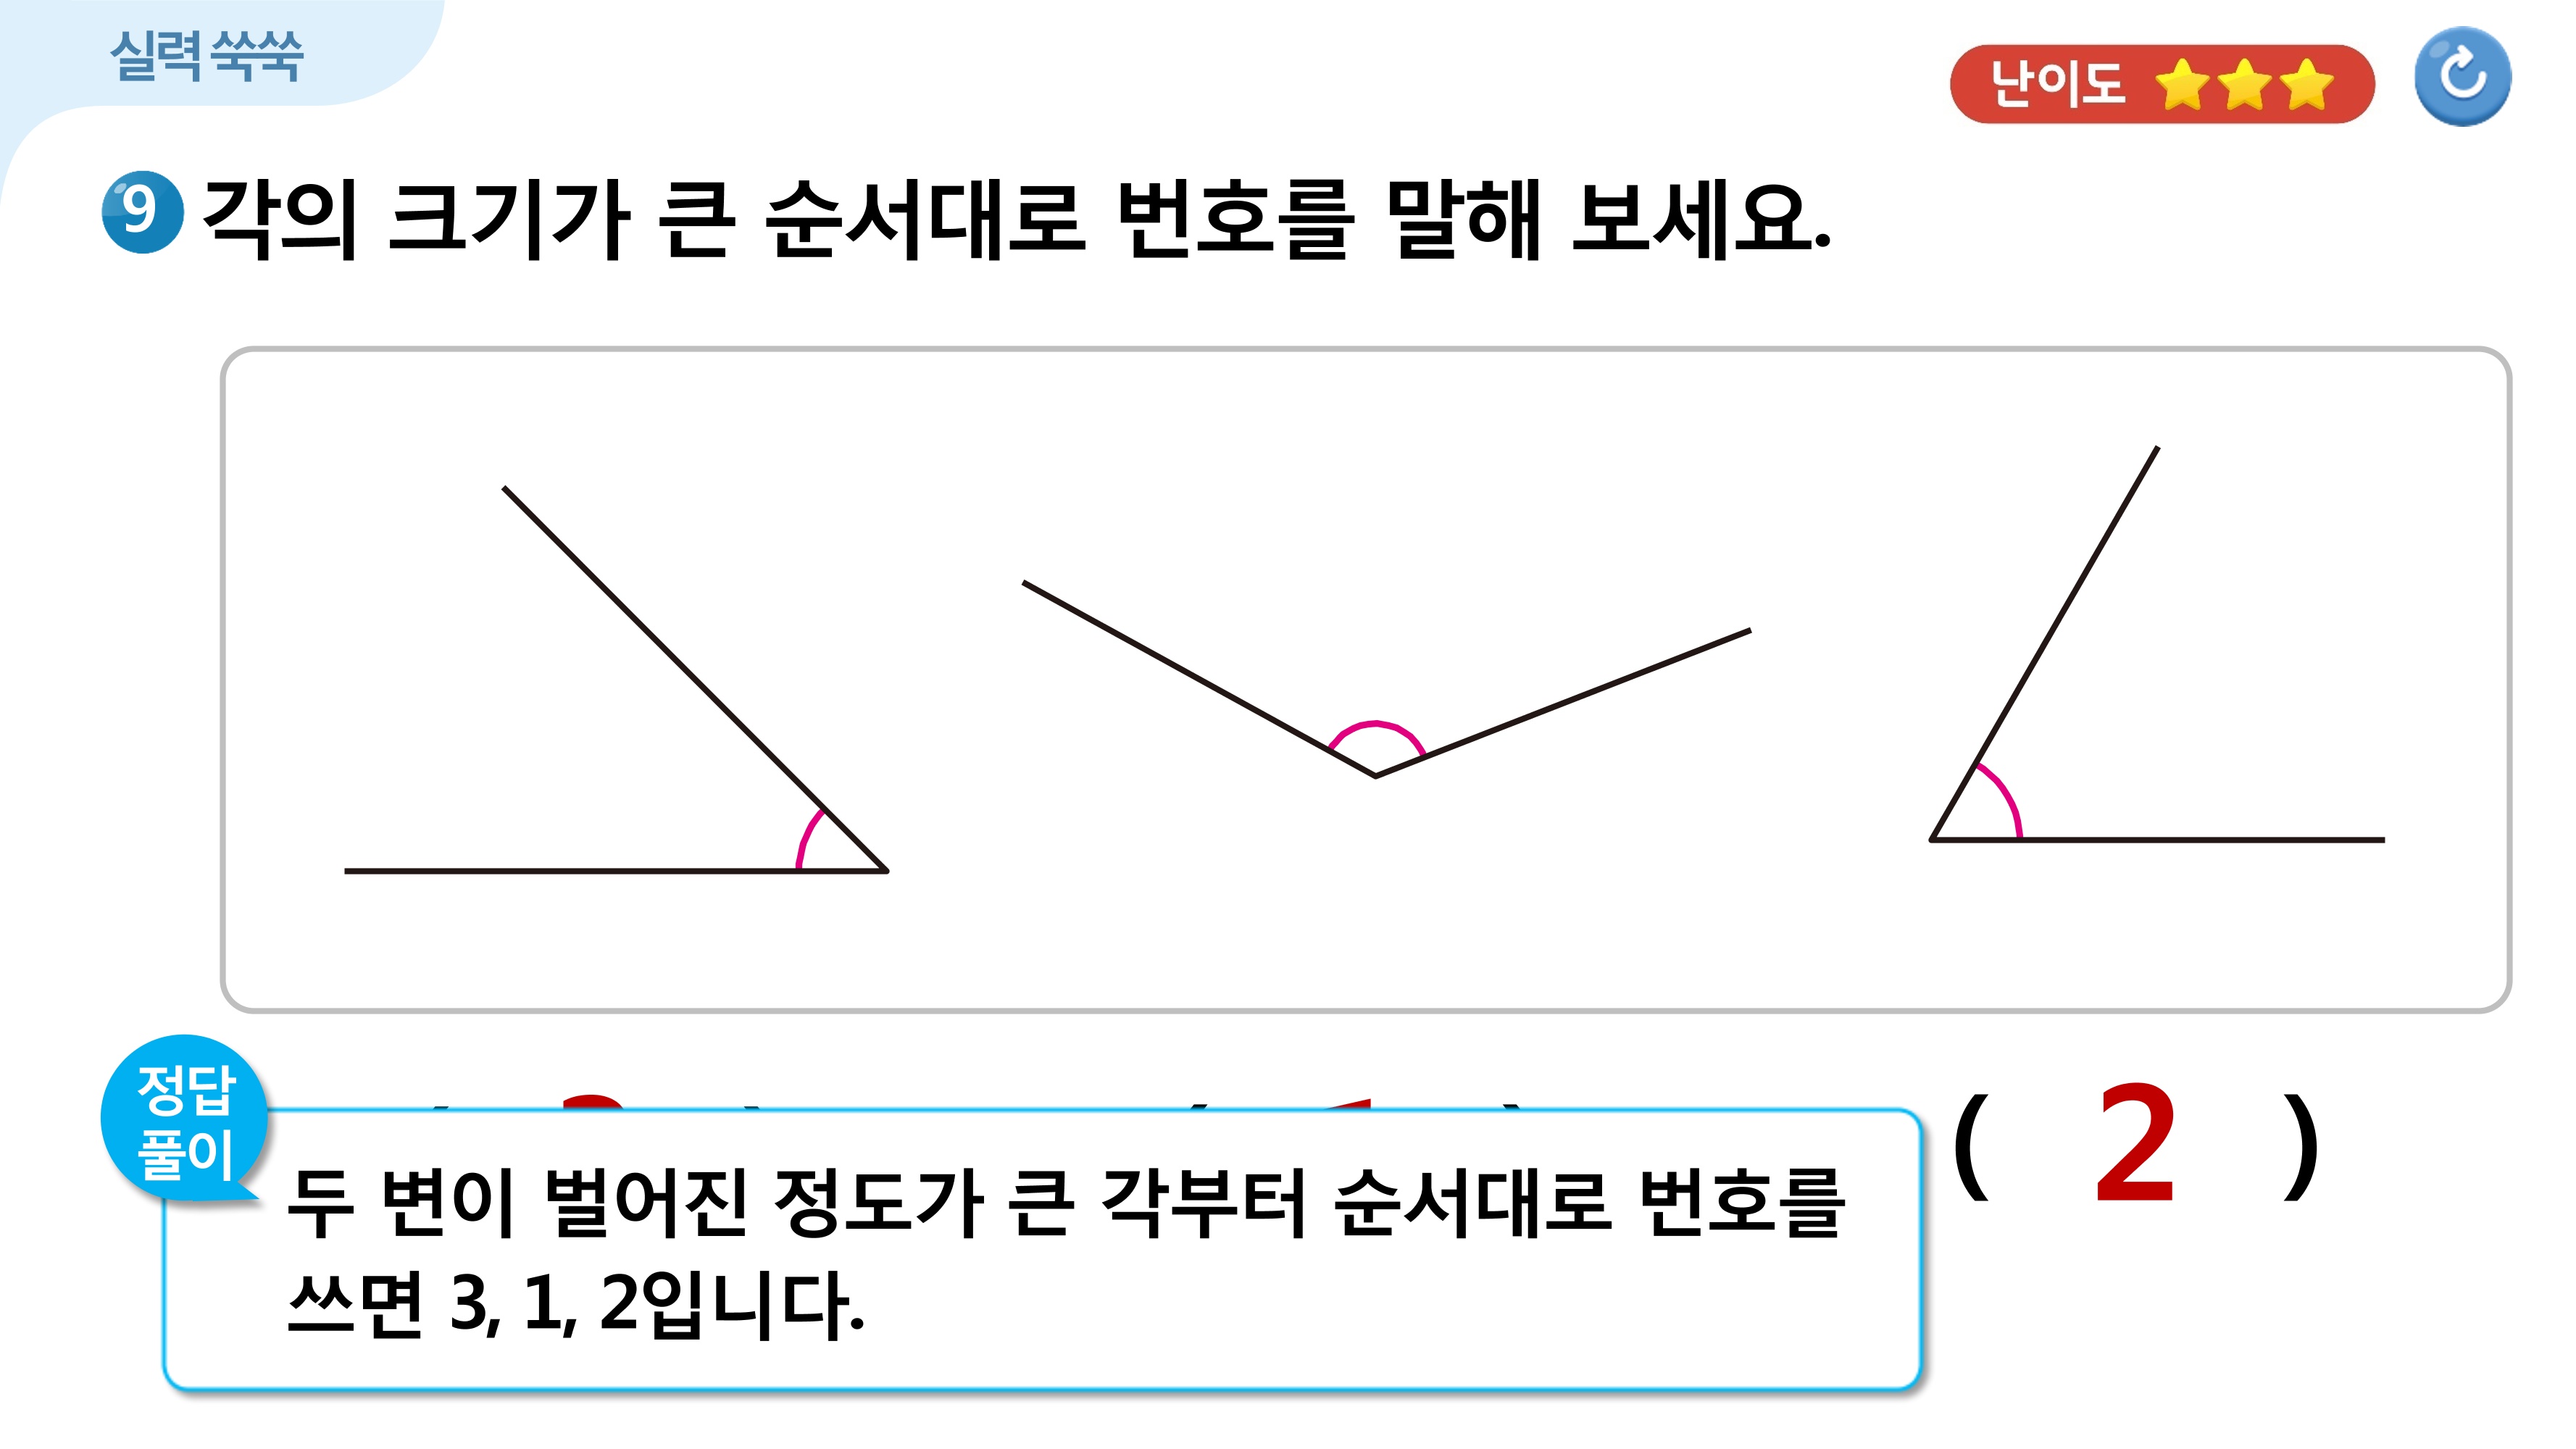 실력 쑥쑥
난이도
9 각의 크기가 큰 순서대로 번호를 말해 보세요.
( 2 )
정답
풀이
두 변이 벌어진 정도가 큰 각부터 순서대로 번호를
쓰면 3, 1, 2입니다.